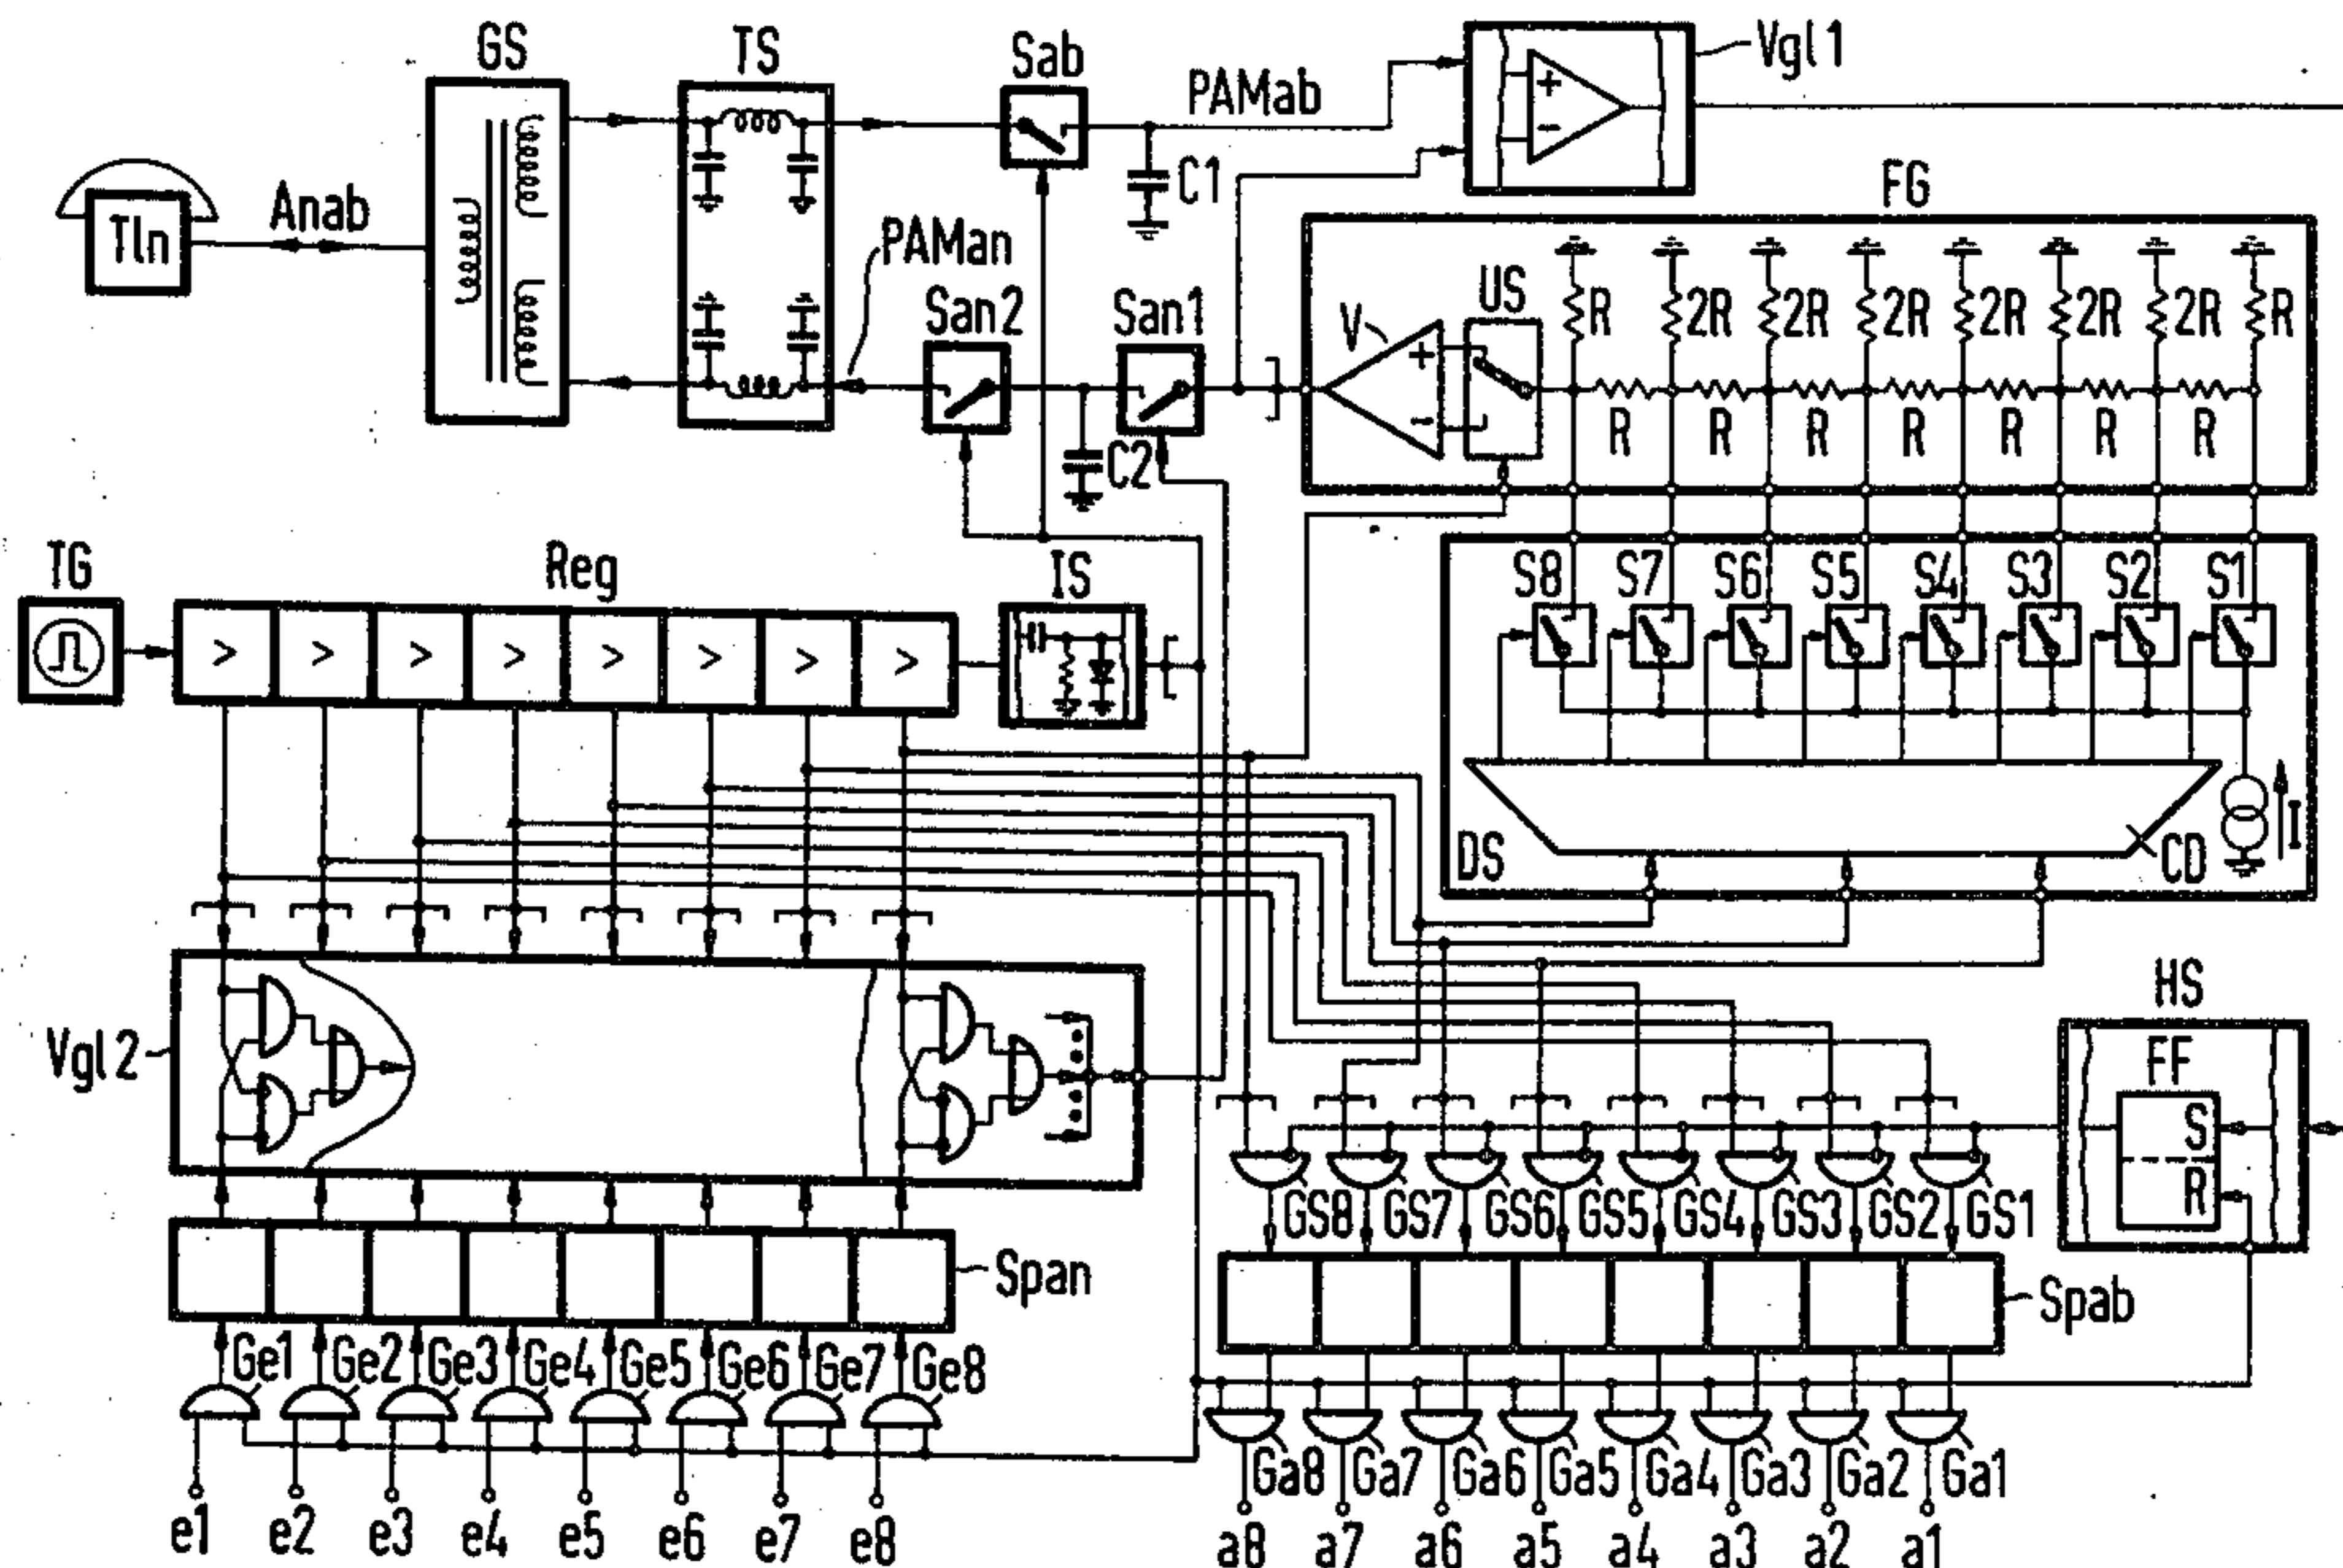 GS
TS
Sab
PAMab
Vgl1
Tln
Anab
C1
FG
PAMan
San2
San1
V
US
R 2R 2R 2R 2R 2R 2R R
+
-
+
-
R R R R R R R
C2
TG
Reg
IS
S8 S7 S6 S5 S4 S3 S2 S1
> > > > > > > >
DS
CD
I
Vgl2
HS
FF
S
R
GS8 GS7 GS6 GS5 GS4 GS3 GS2 GS1
Span
Spab
Ge1 Ge2 Ge3 Ge4 Ge5 Ge6 Ge7 Ge8
Ga8 Ga7 Ga6 Ga5 Ga4 Ga3 Ga2 Ga1
e1 e2 e3 e4 e5 e6 e7 e8
a8 a7 a6 a5 a4 a3 a2 a1